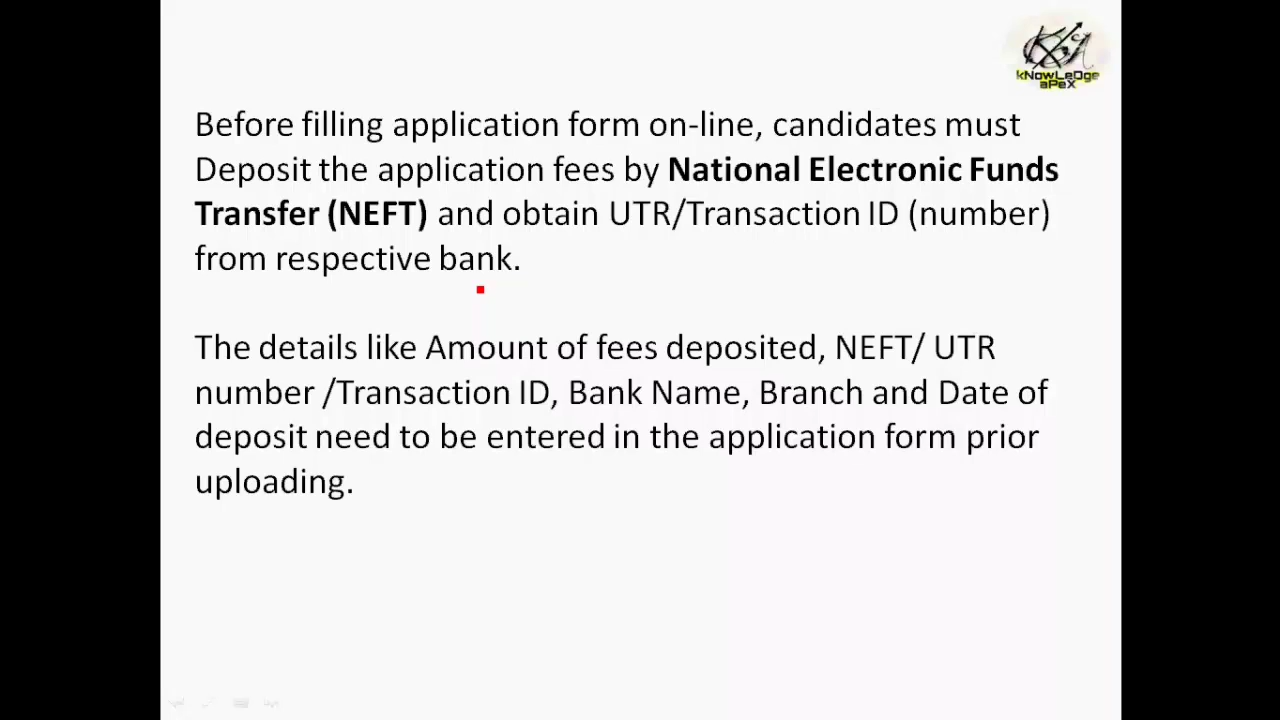 kNowLeDge
aPeX
Before filling application form on-line, candidates must
Deposit the application fees by National Electronic Funds
Transfer (NEFT) and obtain UTR/Transaction ID (number)
from respective bank.
The details like Amount of fees deposited, NEFT/ UTR
number /Transaction ID, Bank Name, Branch and Date of
deposit need to be entered in the application form prior
uploading.